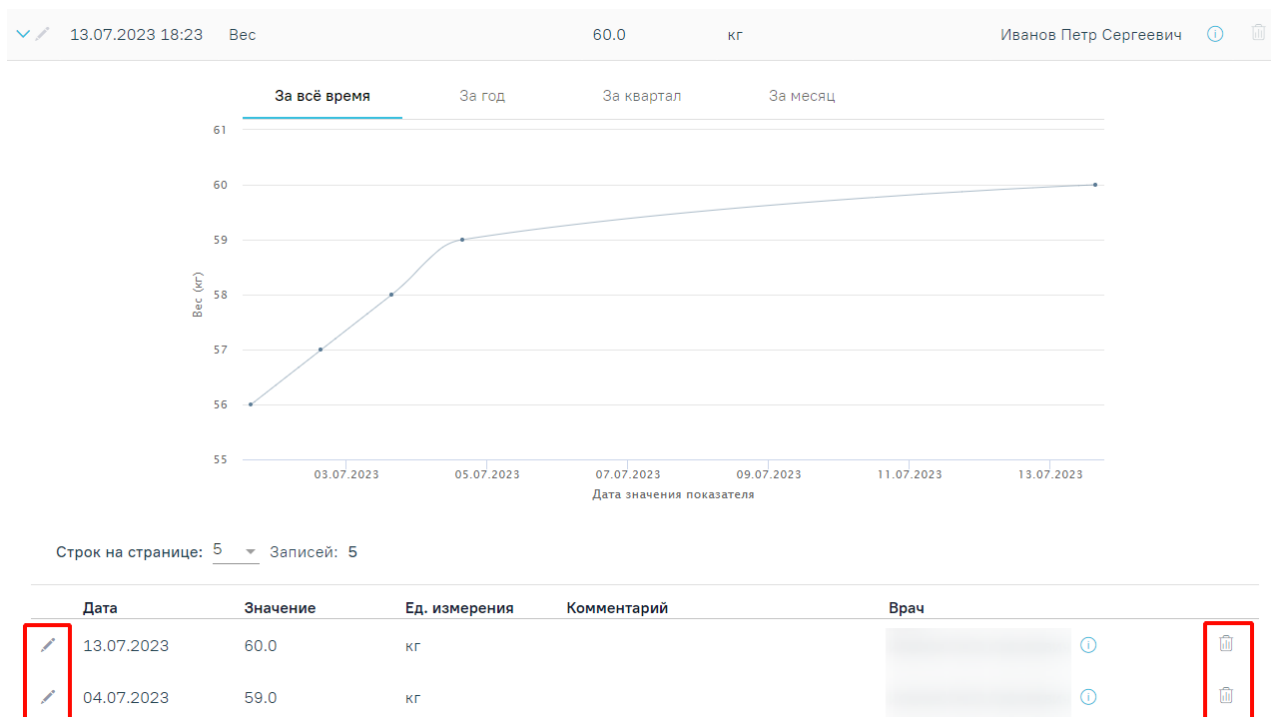 13.07.2023 18:23 Вес 60.0 кг Иванов Петр Сергеевич
За всё время За год За квартал За месяц
61
60
59
58
57
56
55
Вес (кг)
03.07.2023 05.07.2023 07.07.2023 09.07.2023 11.07.2023 13.07.2023
Дата значения показателя
Строк на странице: 5 Записей: 5
Дата Значение Ед. измерения Комментарий Врач
13.07.2023 60.0 кг
04.07.2023 59.0 кг